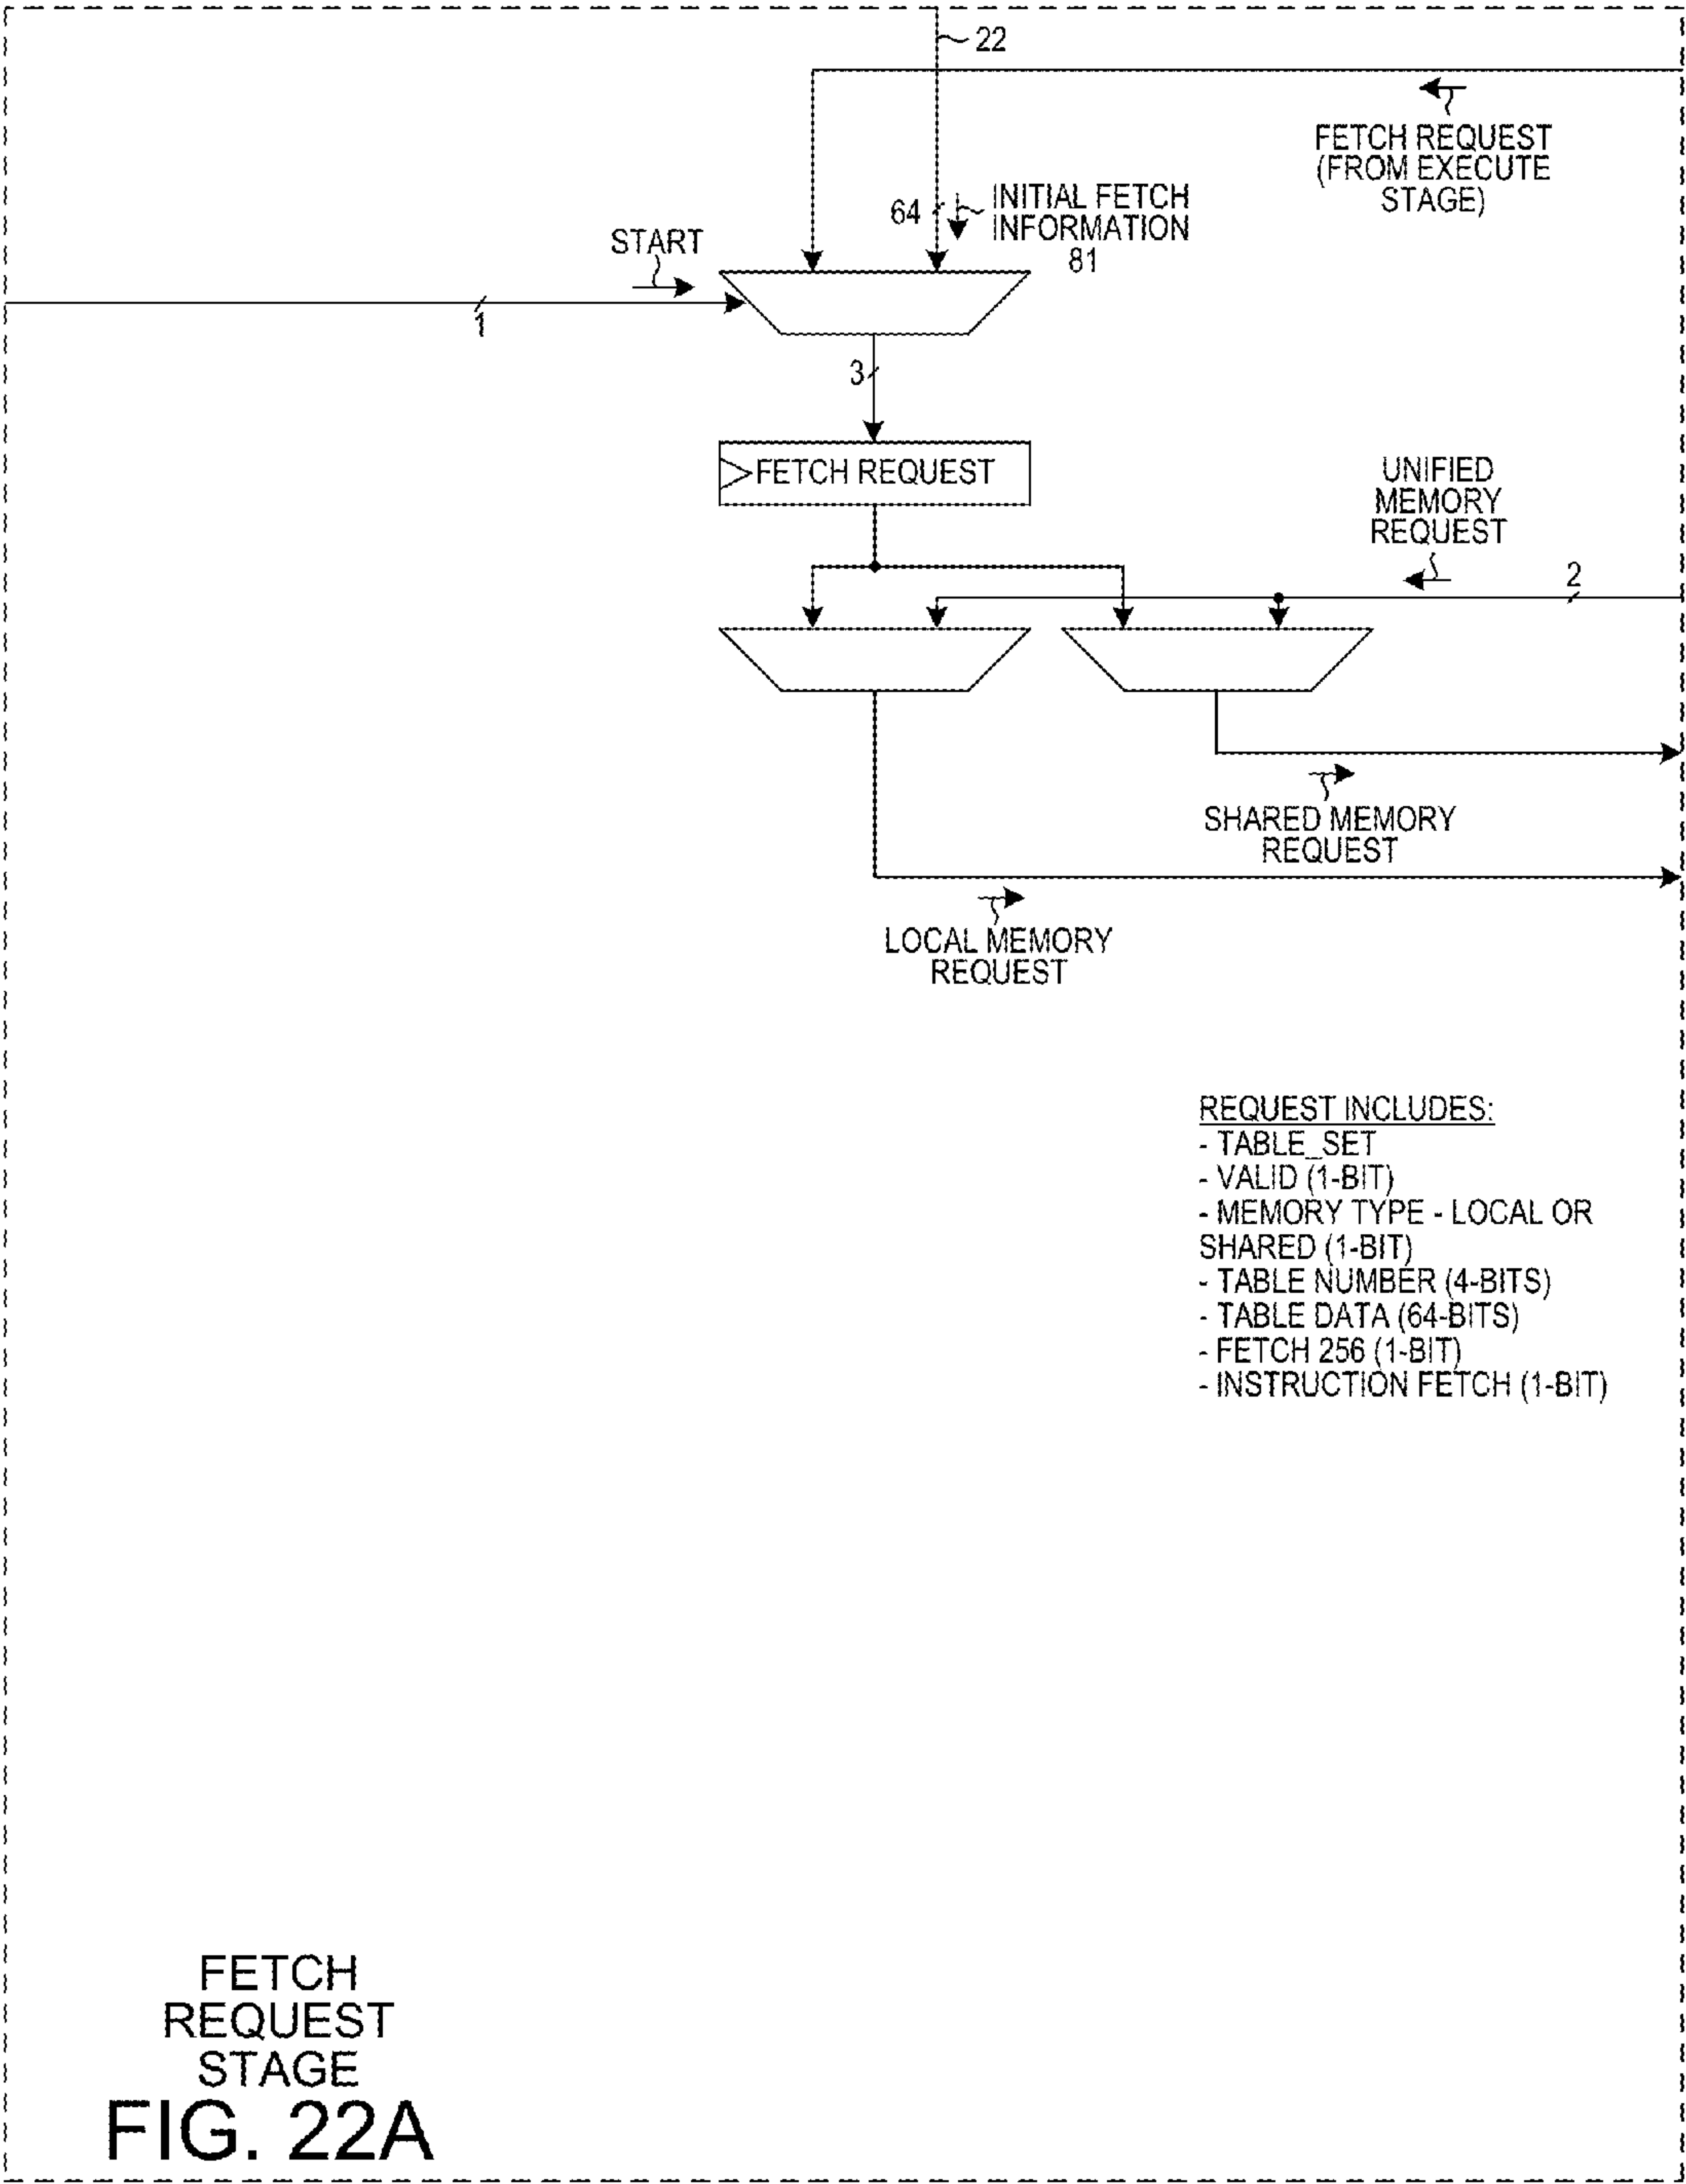 22
FETCH REQUEST
(FROM EXECUTE
STAGE)
64
INITIAL FETCH
INFORMATION
81
START
1
3
FETCH REQUEST
UNIFIED
MEMORY
REQUEST
2
SHARED MEMORY
REQUEST
LOCAL MEMORY
REQUEST
REQUEST INCLUDES:
- TABLE_SET
- VALID (1-BIT)
- MEMORY TYPE - LOCAL OR
SHARED (1-BIT)
- TABLE NUMBER (4-BITS)
- TABLE DATA (64-BITS)
- FETCH 256 (1-BIT)
- INSTRUCTION FETCH (1-BIT)
FETCH
REQUEST
STAGE
FIG. 22A